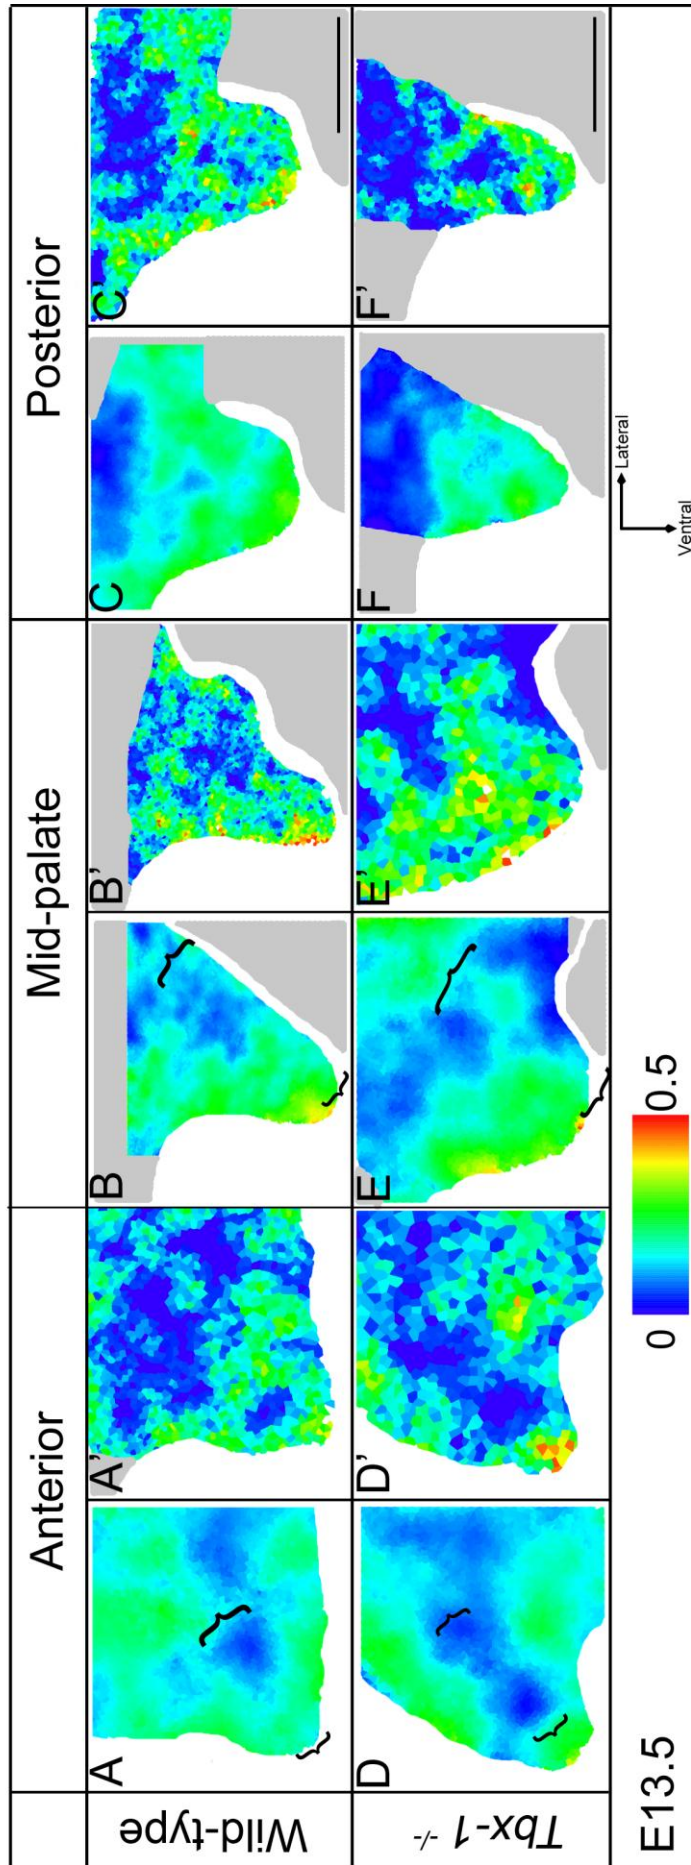 Anterior
Mid-palate
Posterior
Wild-type
A
A'
B
B'
C
C'
Tbx-1 -/-
D
D'
E
E'
F
F'
E13.5
0
0.5
Lateral
Ventral